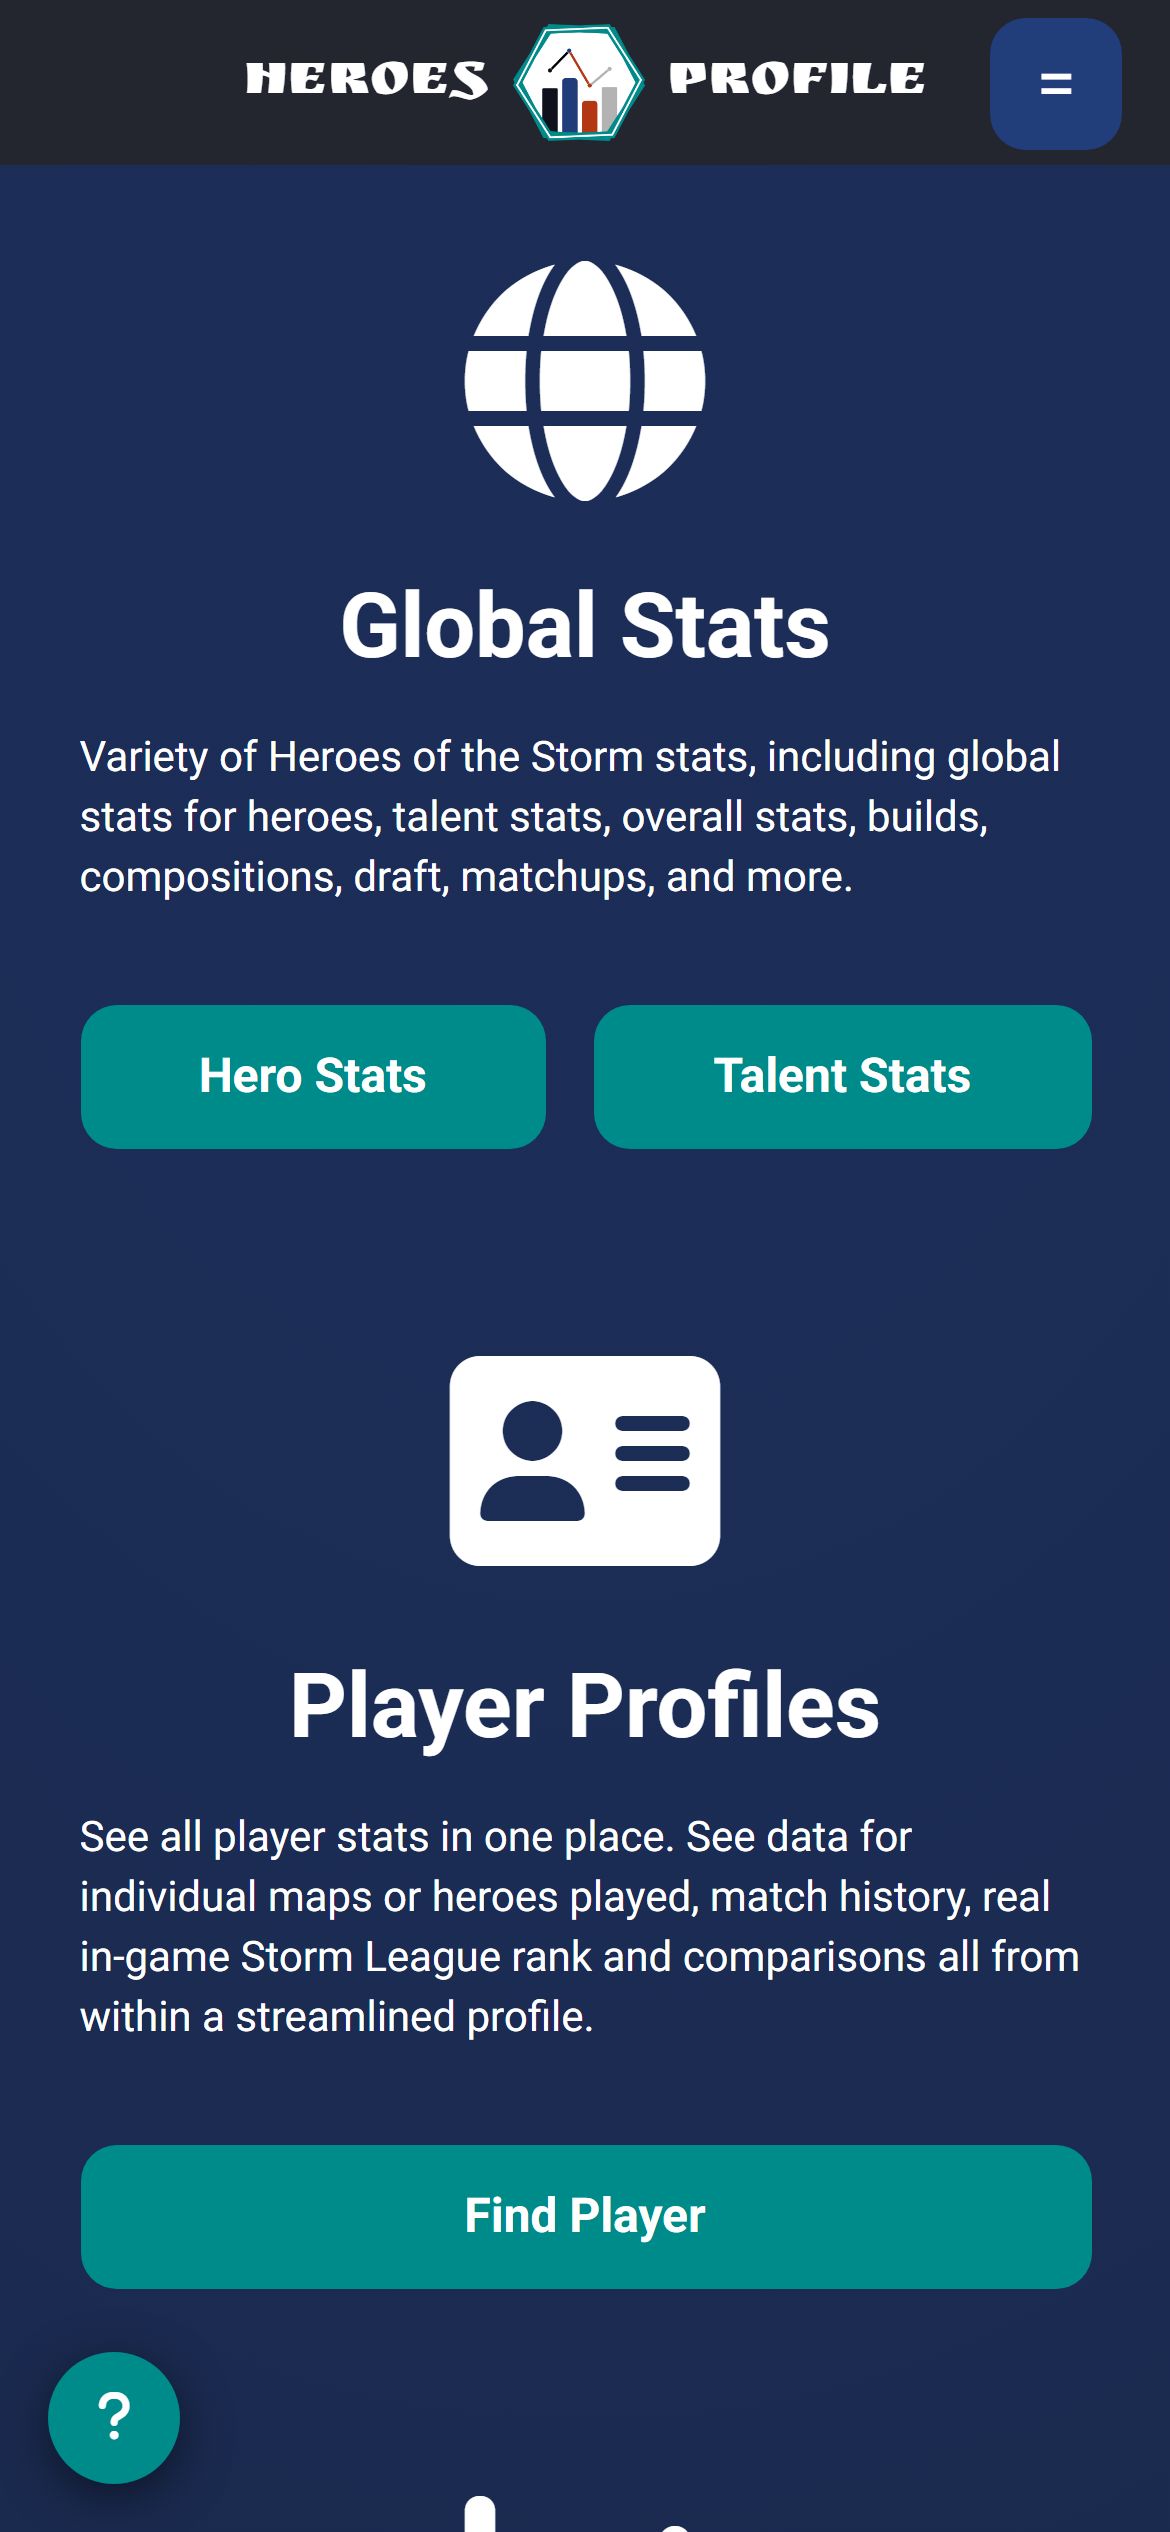 HEROES PROFILE
=
Global Stats
Variety of Heroes of the Storm stats, including global
stats for heroes, talent stats, overall stats, builds,
compositions, draft, matchups, and more.
Hero Stats
Talent Stats
Player Profiles
See all player stats in one place. See data for
individual maps or heroes played, match history, real
in-game Storm League rank and comparisons all from
within a streamlined profile.
Find Player
?